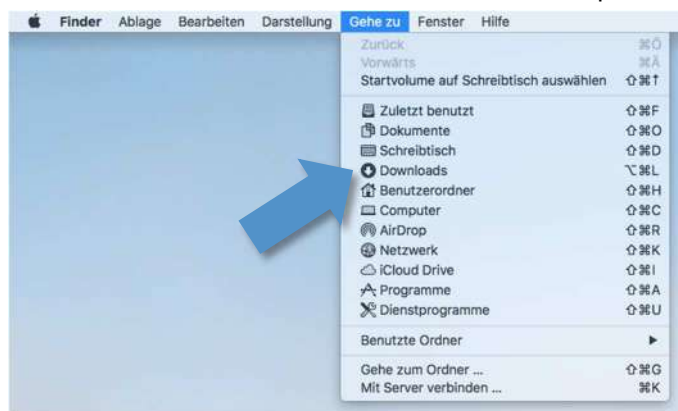 Finder Ablage Bearbeiten Darstellung Gehe zu Fenster Hilfe
Zurück ⌘Ö
Vorwärts ⌘Ä
Startvolume auf Schreibtisch auswählen ⇧⌘↑
Zuletzt benutzt ⇧⌘F
Dokumente ⇧⌘O
Schreibtisch ⇧⌘D
Downloads ⌥⌘L
Benutzerordner ⇧⌘H
Computer ⇧⌘C
AirDrop ⇧⌘R
Netzwerk ⇧⌘K
iCloud Drive ⇧⌘I
Programme ⇧⌘A
Dienstprogramme ⇧⌘U
Benutzte Ordner ▶
Gehe zum Ordner ... ⇧⌘G
Mit Server verbinden ... ⌘K